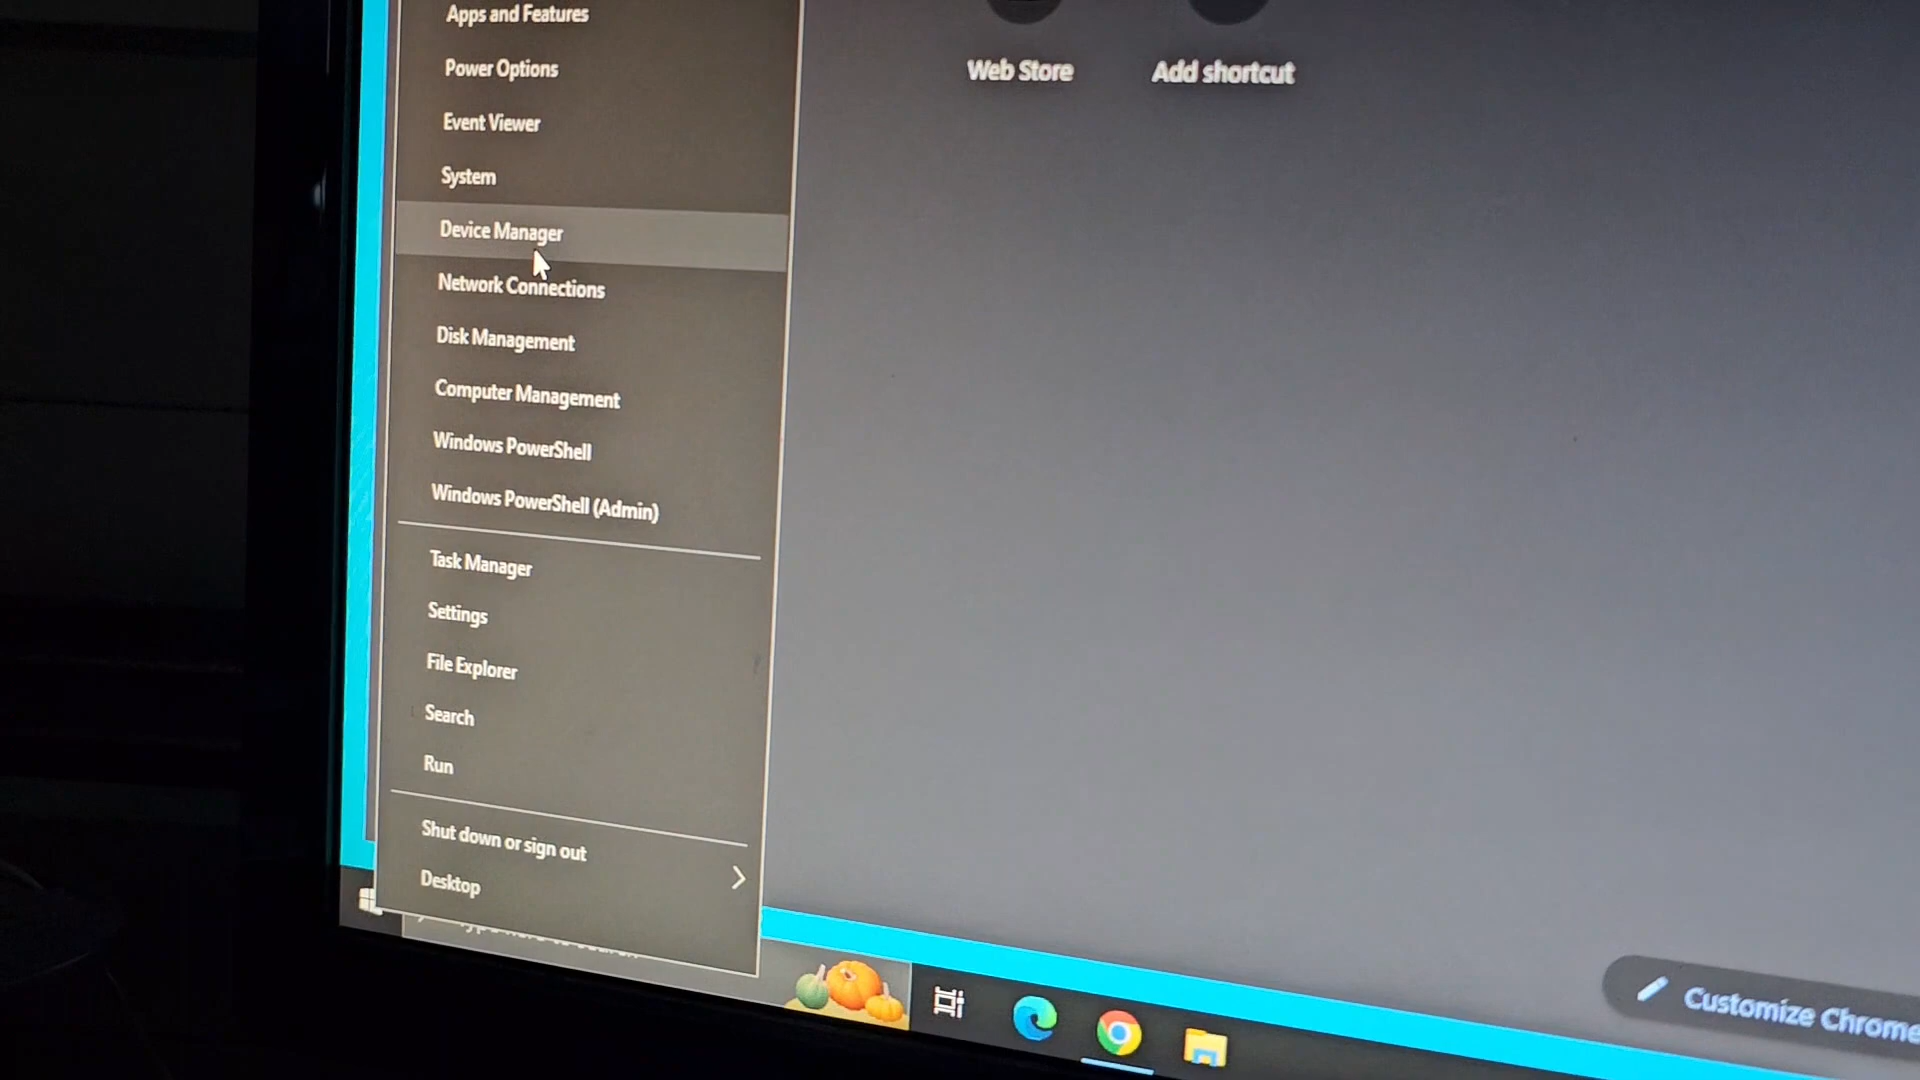 Apps and Features
Power Options
Event Viewer
System
Device Manager
Network Connections
Disk Management
Computer Management
Windows PowerShell
Windows PowerShell (Admin)
Task Manager
Settings
File Explorer
Search
Run
Shut down or sign out
Desktop
Web Store
Add shortcut
Customize Chrome